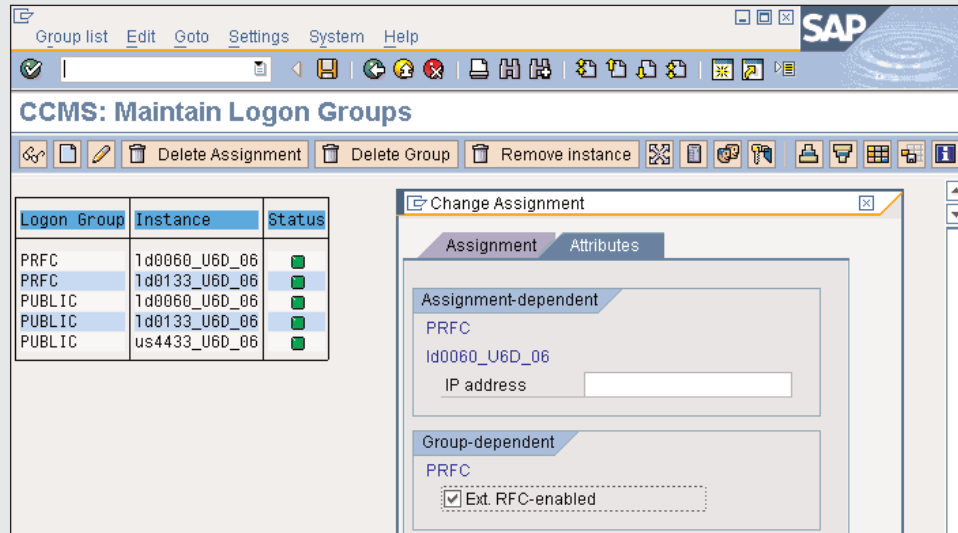 Group list Edit Goto Settings System Help
SAP
CCMS: Maintain Logon Groups
Delete Assignment Delete Group Remove instance
Logon Group Instance Status
PRFC ld0060_U6D_06
PRFC ld0133_U6D_06
PUBLIC ld0060_U6D_06
PUBLIC ld0133_U6D_06
PUBLIC us4433_U6D_06
Change Assignment
Assignment Attributes
Assignment-dependent
PRFC
ld0060_U6D_06
IP address
Group-dependent
PRFC
Ext. RFC-enabled